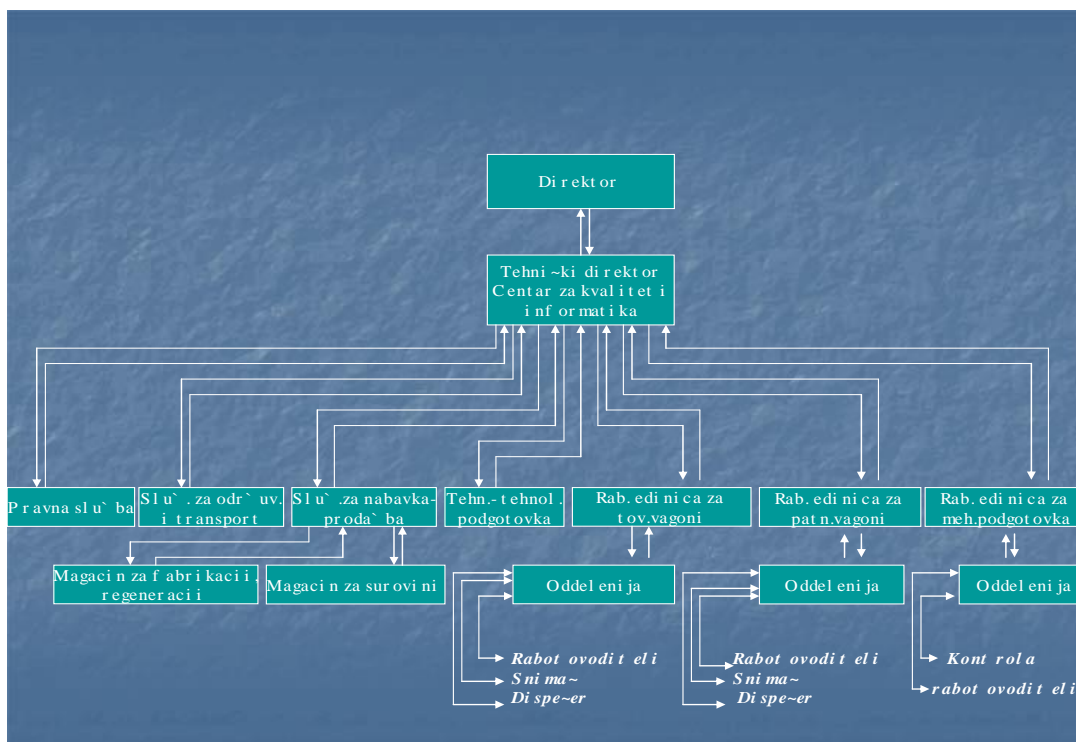 Direktor
Tehni~ki direktor
Centar za kvalitet i
informatika
Pravna slu`ba
Slu`.za odr`uv.
i transport
Slu`.za nabavka-
proda`ba
Tehn.-tehnol.
podgotovka
Rab.edinica za
tov.vagoni
Rab.edinica za
patn.vagoni
Rab.edinica za
meh.podgotovka
Magacin za fabrikacii,
regeneracii
Magacin za surovini
Oddelenija
Oddelenija
Oddelenija
Rabotovoditeli
Snima~
Dispe~er
Rabotovoditeli
Snima~
Dispe~er
Kontrola
rabotovoditeli